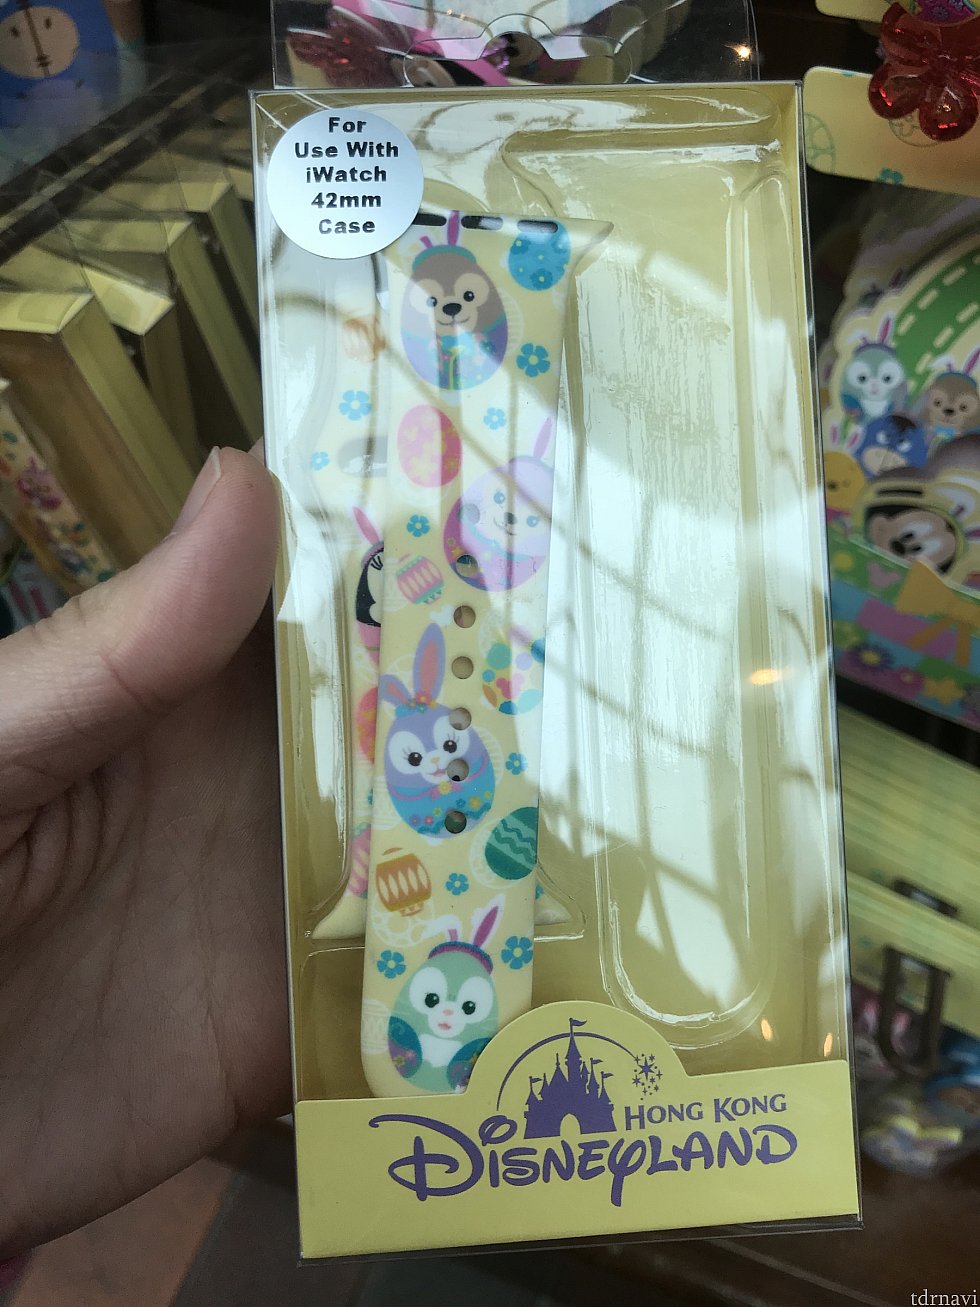 For
Use With
iWatch
42mm
Case
HONG KONG
DISNEYLAND
tdrnavi